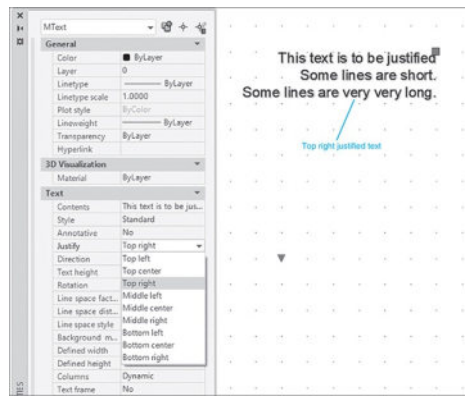 MText
General
Color ByLayer
Layer 0
Linetype ByLayer
Linetype scale 1.0000
Plot style ByColor
Lineweight ByLayer
Transparency ByLayer
Hyperlink
3D Visualization
Material ByLayer
Text
Contents This text is to be jus...
Style Standard
Annotative No
Justify Top right
Direction Top left
Text height Top center
Rotation Top right
Line space fact... Middle left
Line space dist... Middle center
Line space style Middle right
Background m... Bottom left
Defined width Bottom center
Defined height Bottom right
Columns Dynamic
Text frame No
This text is to be justified
Some lines are short.
Some lines are very very long.
Top right justified text